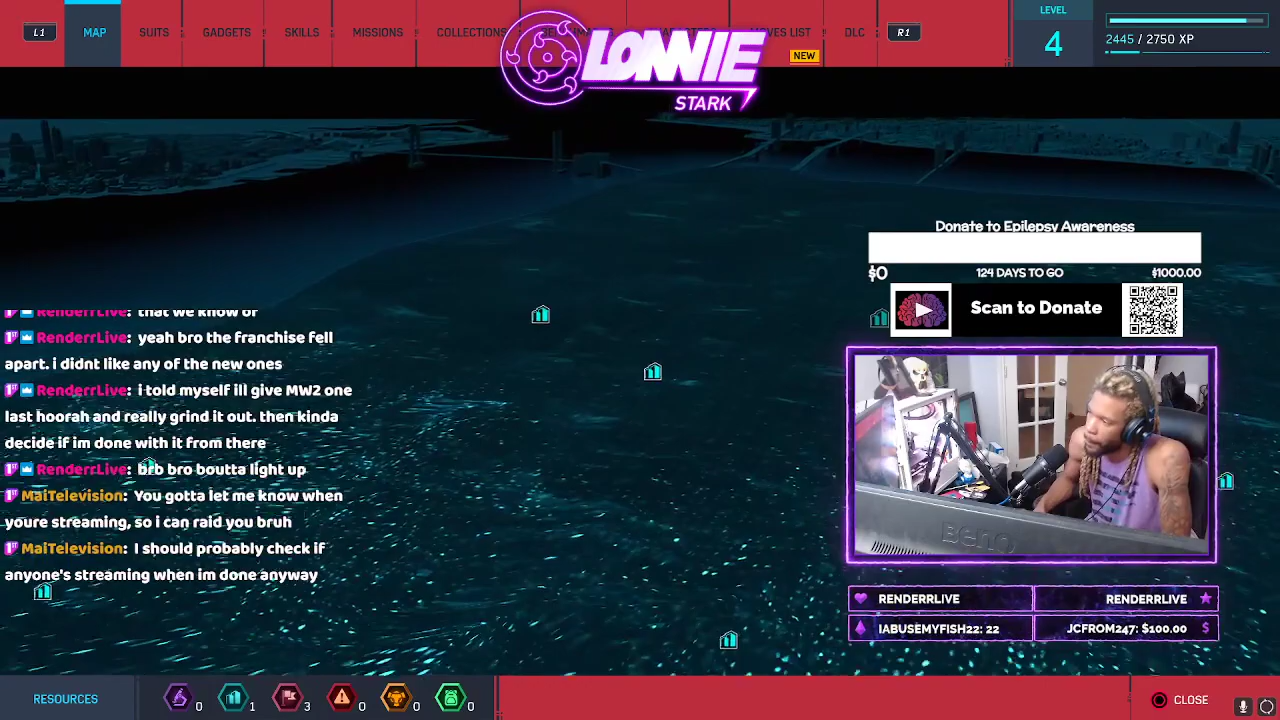 L1 MAP SUITS GADGETS SKILLS MISSIONS COLLECTIONS MOVES LIST DLC R1
NEW
LEVEL
4
2445 / 2750 XP
LONNIE
STARK
Donate to Epilepsy Awareness
$0 124 DAYS TO GO $1000.00
Scan to Donate
RenderrLive: that we know of
RenderrLive: yeah bro the franchise fell
apart. i didnt like any of the new ones
RenderrLive: i told myself ill give MW2 one
last hoorah and really grind it out. then kinda
decide if im done with it from there
RenderrLive: brb bro boutta light up
MaiTelevision: You gotta let me know when
youre streaming, so i can raid you bruh
MaiTelevision: I should probably check if
anyone's streaming when im done anyway
BenQ
RENDERRLIVE RENDERRLIVE
IABUSEMYFISH22: 22 JCFROM247: $100.00 $
RESOURCES 0 1 3 0 0 0
CLOSE